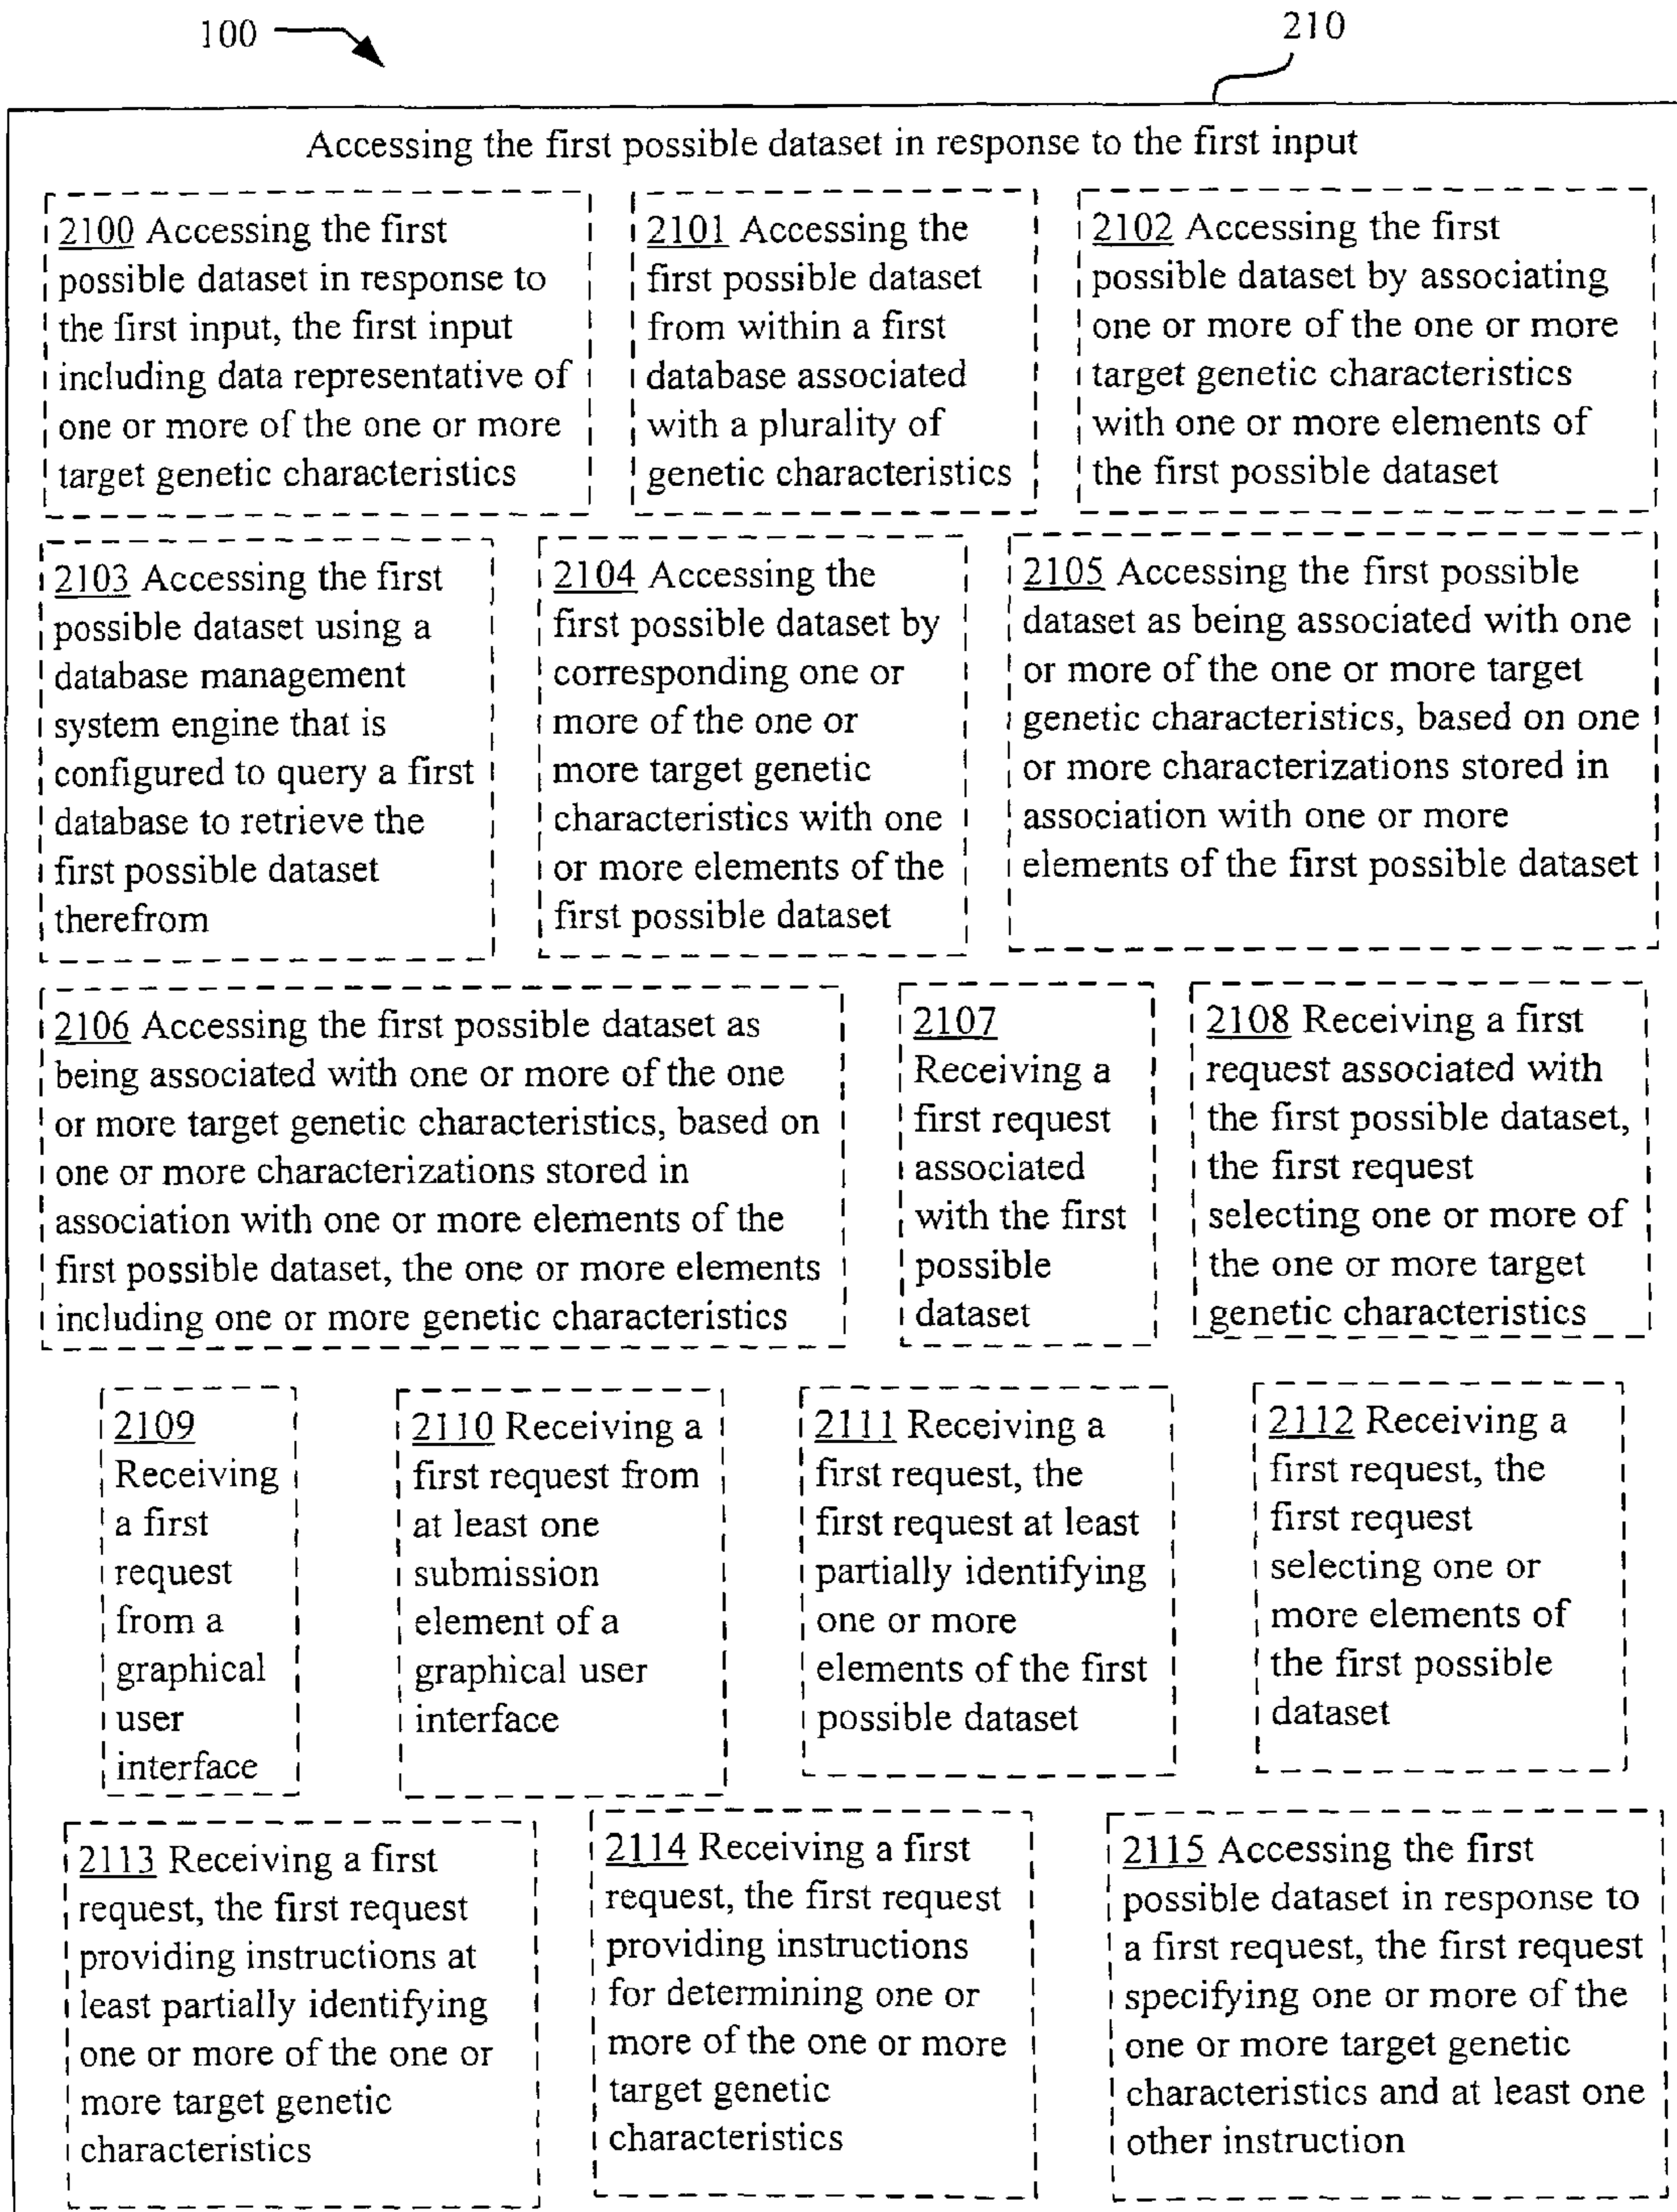 100
210
Accessing the first possible dataset in response to the first input
2100 Accessing the first
possible dataset in response to
the first input, the first input
including data representative of
one or more of the one or more
target genetic characteristics
2101 Accessing the
first possible dataset
from within a first
database associated
with a plurality of
genetic characteristics
2102 Accessing the first
possible dataset by associating
one or more of the one or more
target genetic characteristics
with one or more elements of
the first possible dataset
2103 Accessing the first
possible dataset using a
database management
system engine that is
configured to query a first
database to retrieve the
first possible dataset
therefrom
2104 Accessing the
first possible dataset by
corresponding one or
more of the one or
more target genetic
characteristics with one
or more elements of the
first possible dataset
2105 Accessing the first possible
dataset as being associated with one
or more of the one or more target
genetic characteristics, based on one
or more characterizations stored in
association with one or more
elements of the first possible dataset
2106 Accessing the first possible dataset as
being associated with one or more of the one
or more target genetic characteristics, based on
one or more characterizations stored in
association with one or more elements of the
first possible dataset, the one or more elements
including one or more genetic characteristics
2107
Receiving a
first request
associated
with the first
possible
dataset
2108 Receiving a first
request associated with
the first possible dataset,
the first request
selecting one or more of
the one or more target
genetic characteristics
2109
Receiving
a first
request
from a
graphical
user
interface
2110 Receiving a
first request from
at least one
submission
element of a
graphical user
interface
2111 Receiving a
first request, the
first request at least
partially identifying
one or more
elements of the first
possible dataset
2112 Receiving a
first request, the
first request
selecting one or
more elements of
the first possible
dataset
2113 Receiving a first
request, the first request
providing instructions at
least partially identifying
one or more of the one or
more target genetic
characteristics
2114 Receiving a first
request, the first request
providing instructions
for determining one or
more of the one or more
target genetic
characteristics
2115 Accessing the first
possible dataset in response to
a first request, the first request
specifying one or more of the
one or more target genetic
characteristics and at least one
other instruction